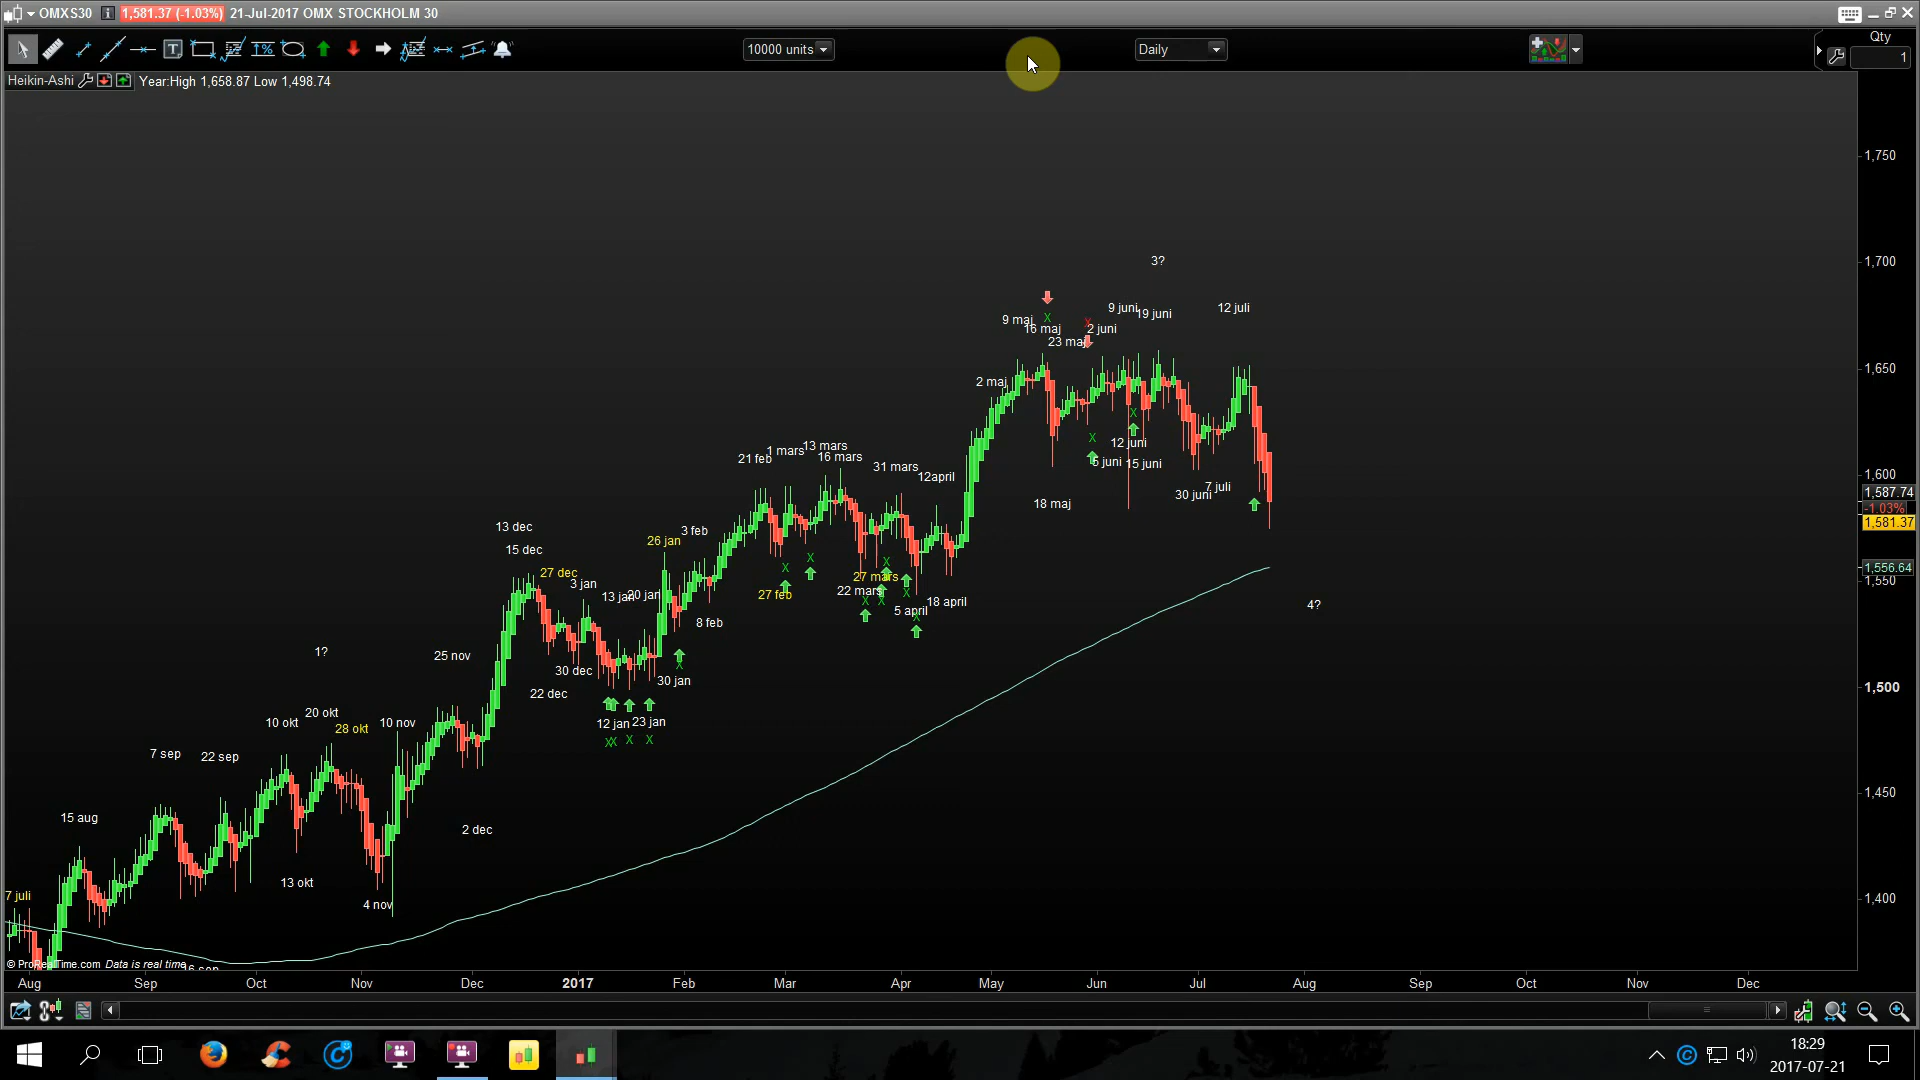 OMXS30 1,581.37 (-1.03%) 21-Jul-2017 OMX STOCKHOLM 30
10000 units
Daily
Qty
1
Heikin-Ashi Year:High 1,658.87 Low 1,498.74
1,750
3?
1,700
9 juni
19 juni
12 juli
9 maj
X
16 maj
X
2 juni
23 maj
1,650
2 maj
X
X
12 juni
5 juni
15 juni
13 mars
1 mars
21 feb
16 mars
31 mars
12april
1,600
30 juni
7 juli
1,587.74
-1.03%
1,581.37
18 maj
13 dec
3 feb
26 jan
15 dec
X
X
X
1,556.64
1,550
27 dec
3 jan
13 jan
20 jan
27 feb
27 mars
22 mars
X
X
X
5 april
18 april
4?
X
8 feb
1?
25 nov
30 dec
X
30 jan
22 dec
1,500
20 okt
10 okt
28 okt
10 nov
12 jan
23 jan
XX
X
X
7 sep
22 sep
1,450
15 aug
2 dec
13 okt
7 juli
4 nov
1,400
© ProRealTime.com Data is real time
16 sep
Aug
Sep
Oct
Nov
Dec
2017
Feb
Mar
Apr
May
Jun
Jul
Aug
Sep
Oct
Nov
Dec
18:29
2017-07-21